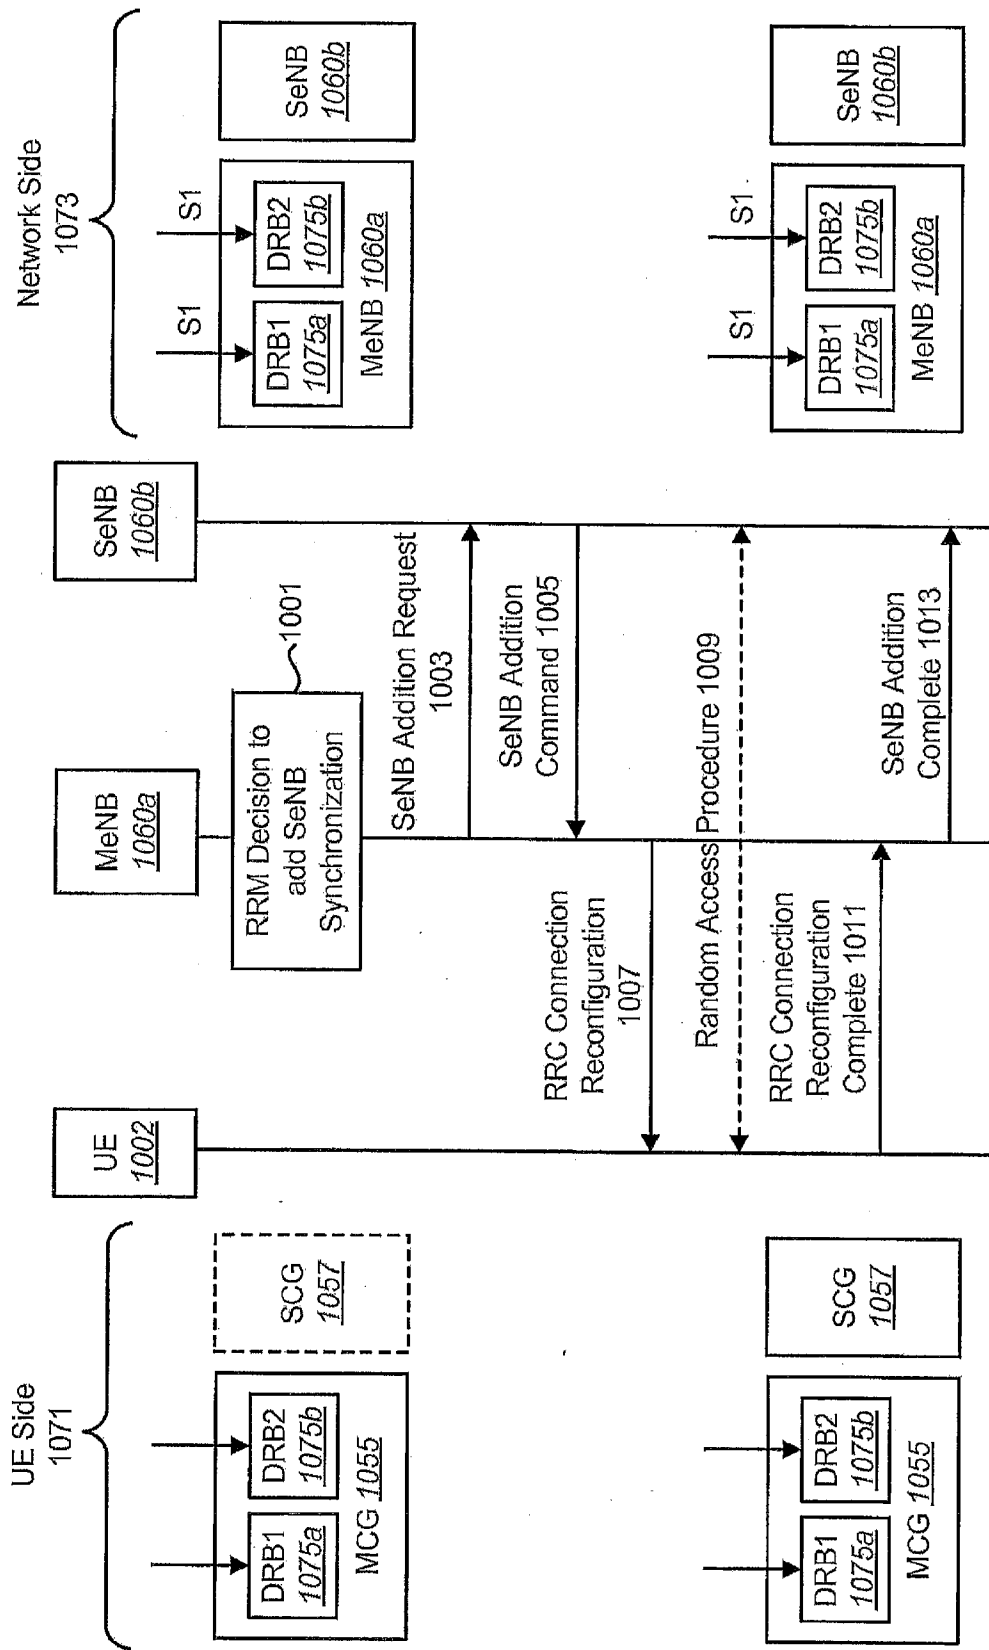 UE Side
1071
Network Side
1073
UE
1002
MeNB
1060a
SeNB
1060b
DRB1
1075a
DRB2
1075b
MCG 1055
SCG
1057
S1
S1
DRB1
1075a
DRB2
1075b
MeNB 1060a
SeNB
1060b
RRM Decision to
add SeNB
Synchronization
1001
SeNB Addition Request
1003
SeNB Addition
Command 1005
RRC Connection
Reconfiguration
1007
Random Access Procedure 1009
RRC Connection
Reconfiguration
Complete 1011
SeNB Addition
Complete 1013
DRB1
1075a
DRB2
1075b
MCG 1055
SCG
1057
S1
S1
DRB1
1075a
DRB2
1075b
MeNB 1060a
SeNB
1060b